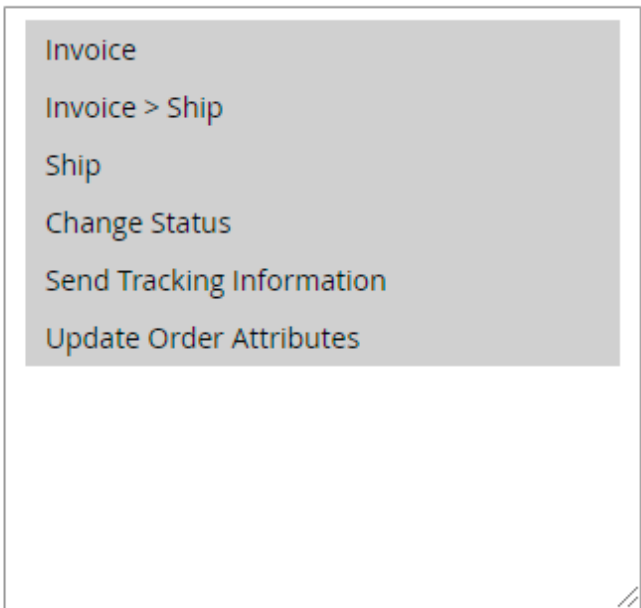 Invoice
Invoice > Ship
Ship
Change Status
Send Tracking Information
Update Order Attributes